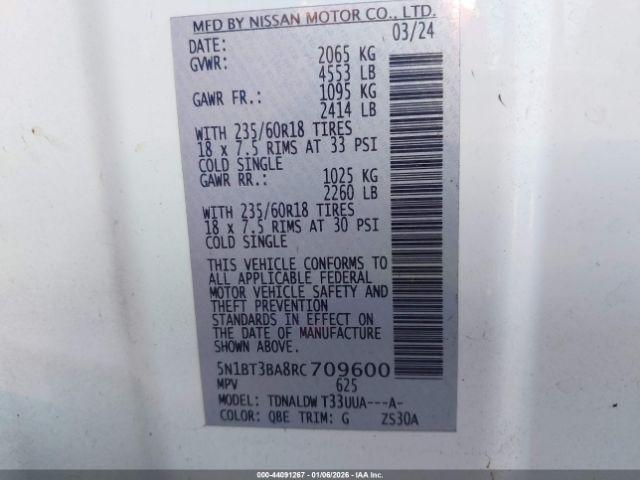 MFD BY NISSAN MOTOR CO., LTD.
DATE: 03/24
GVWR: 2065 KG
4553 LB
GAWR FR.: 1095 KG
2414 LB
WITH 235/60R18 TIRES
18 x 7.5 RIMS AT 33 PSI
COLD SINGLE
GAWR RR.: 1025 KG
2260 LB
WITH 235/60R18 TIRES
18 x 7.5 RIMS AT 30 PSI
COLD SINGLE
THIS VEHICLE CONFORMS TO
ALL APPLICABLE FEDERAL
MOTOR VEHICLE SAFETY AND
THEFT PREVENTION
STANDARDS IN EFFECT ON
THE DATE OF MANUFACTURE
SHOWN ABOVE.
5N1BT3BA8RC709600
MPV 625
MODEL: TDNALDW T33UUA---A-
COLOR: QBE TRIM: G ZS30A
000-44091267 - 01/06/2026 - IAAI.COM